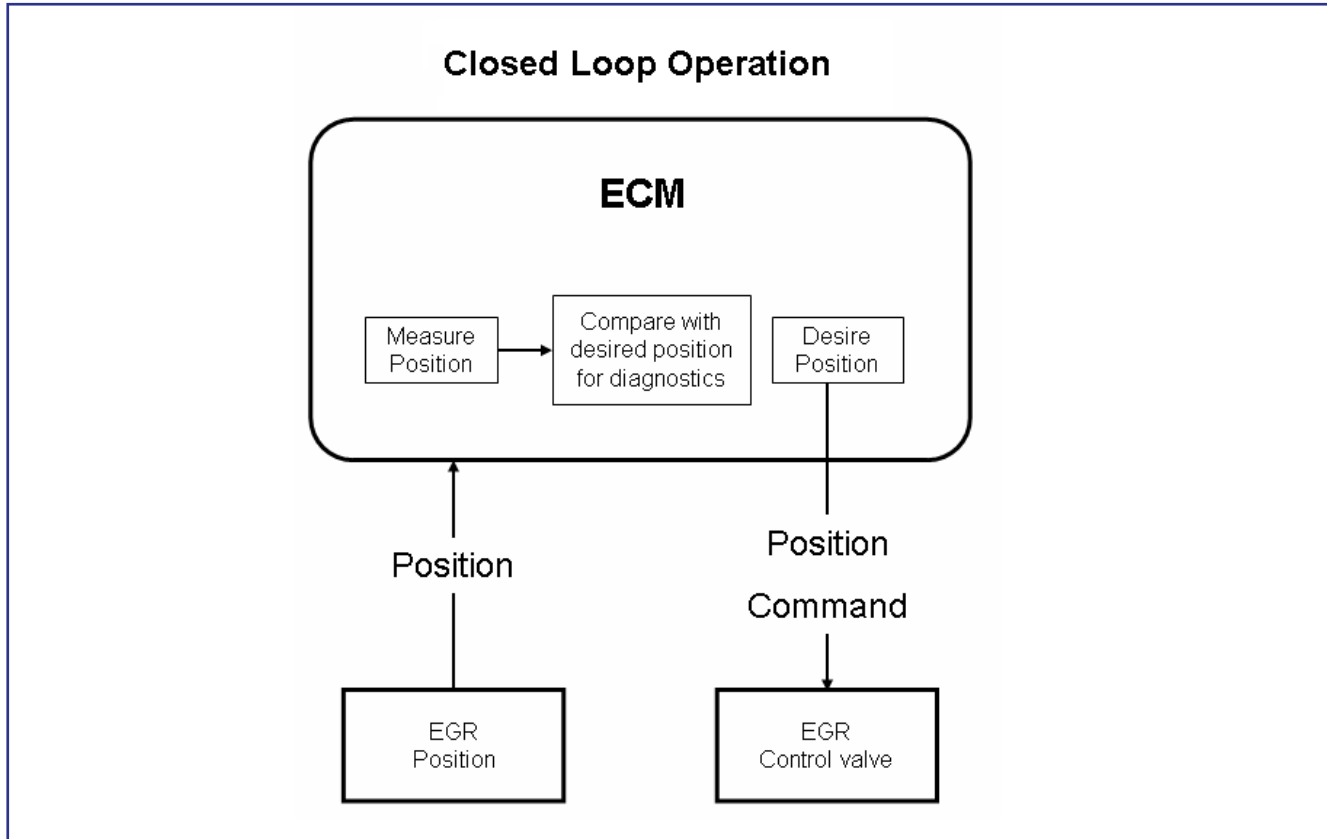 Closed Loop Operation
ECM
Measure
Position
Compare with
desired position
for diagnostics
Desire
Position
Position
Position
Command
EGR
Position
EGR
Control valve